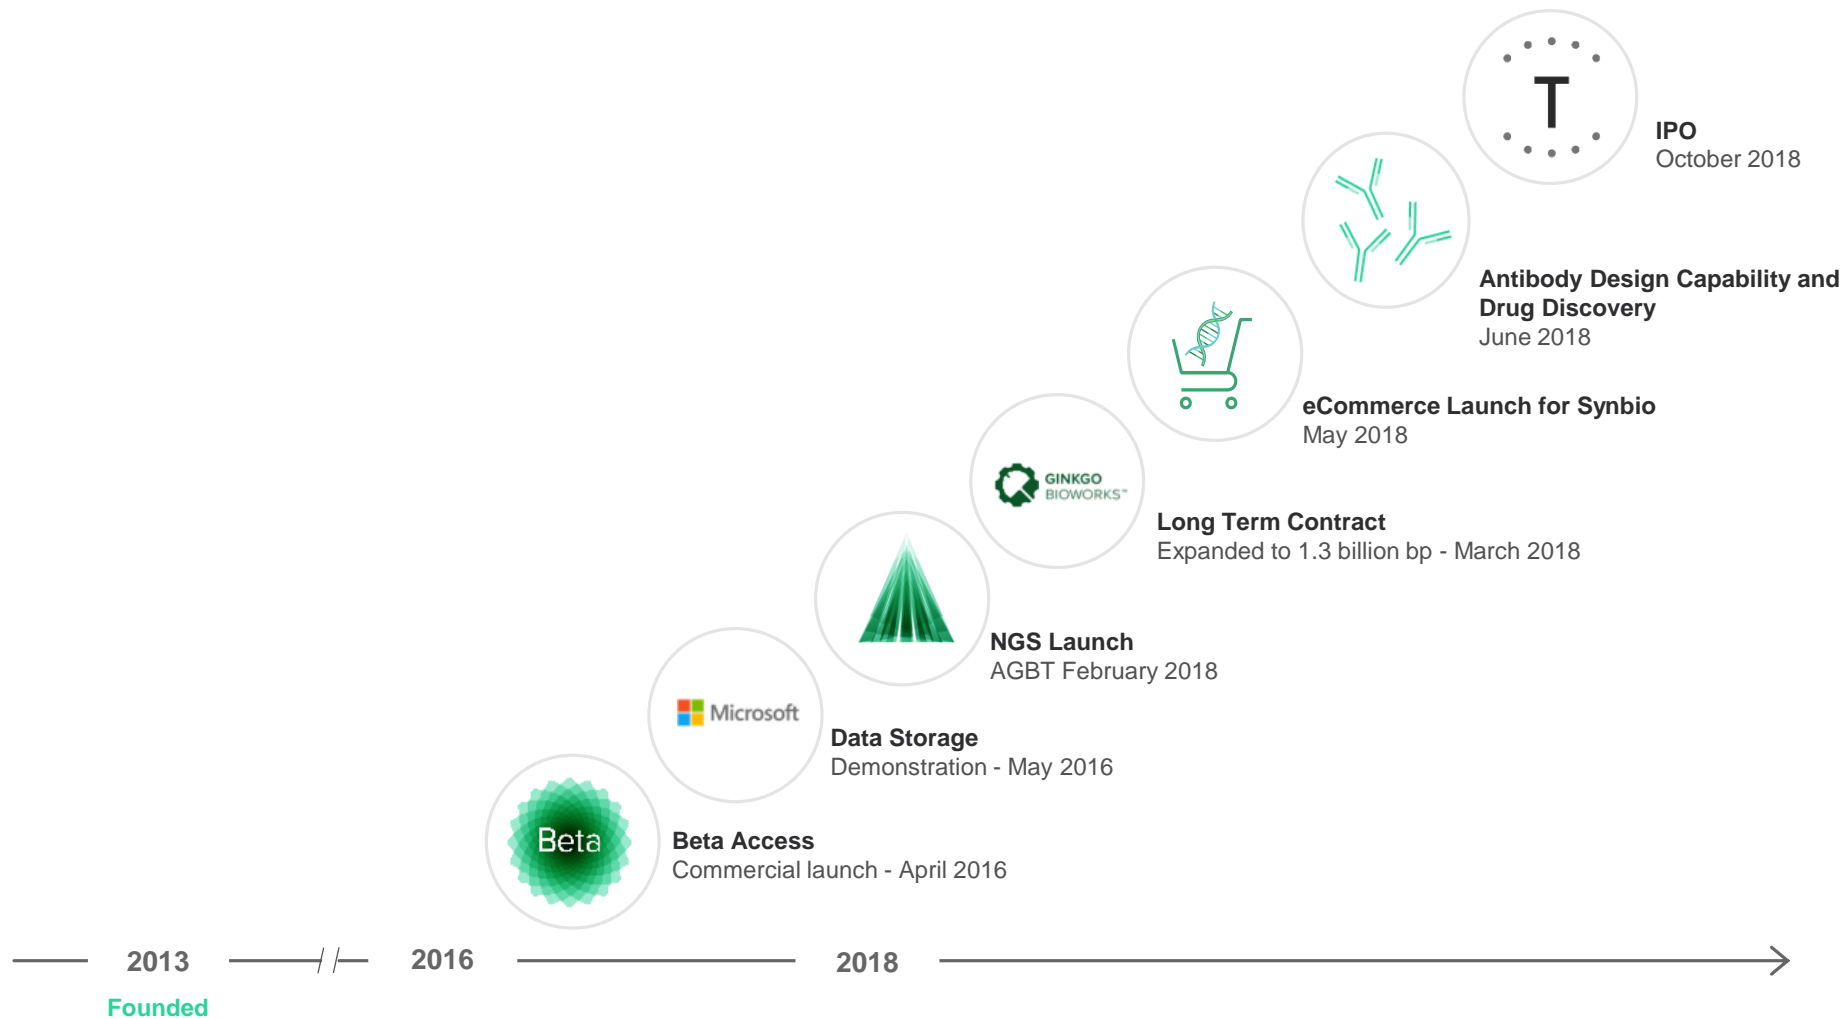 T
IPO
October 2018
Antibody Design Capability and
Drug Discovery
June 2018
eCommerce Launch for Synbio
May 2018
GINKGO
BIOWORKS™
Long Term Contract
Expanded to 1.3 billion bp - March 2018
NGS Launch
AGBT February 2018
Microsoft
Data Storage
Demonstration - May 2016
Beta
Beta Access
Commercial launch - April 2016
2013
2016
2018
Founded